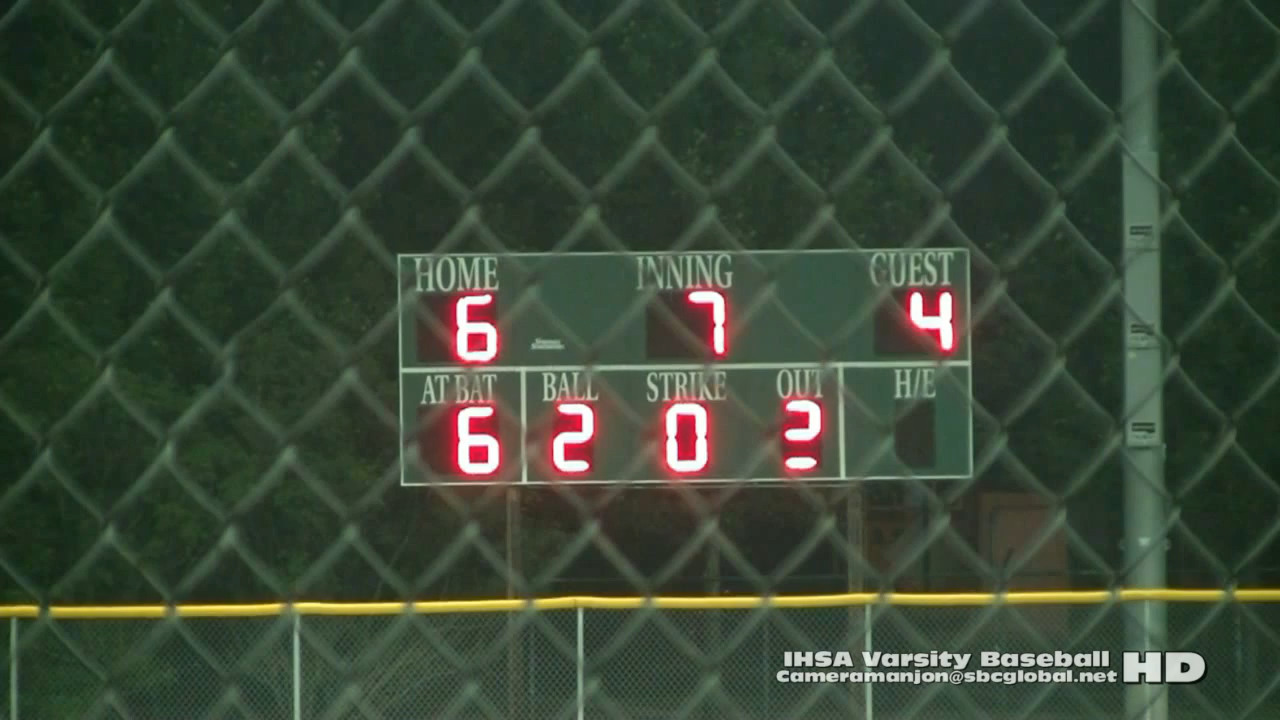 HOME INNING GUEST
6 7 4
AT BAT BALL STRIKE OUT H/E
6 2 0 2
IHSA Varsity Baseball HD
Cameramanjon@sbcglobal.net